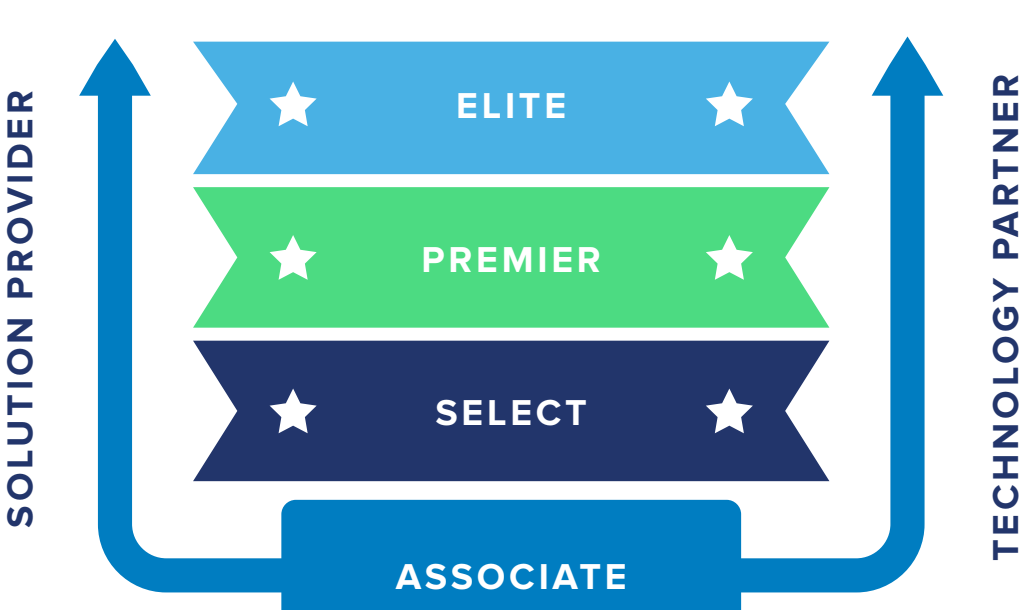 SOLUTION PROVIDER
ELITE
PREMIER
SELECT
ASSOCIATE
TECHNOLOGY PARTNER